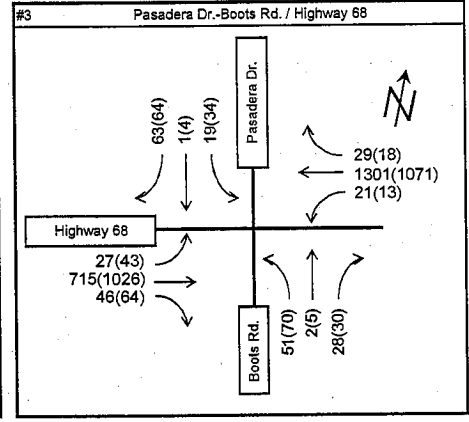 #3 Pasadera Dr.-Boots Rd. / Highway 68
Pasadera Dr.
N
63(64)
1(4)
19(34)
29(18)
1301(1071)
21(13)
Highway 68
27(43)
715(1026)
46(64)
51(70)
2(5)
28(30)
Boots Rd.